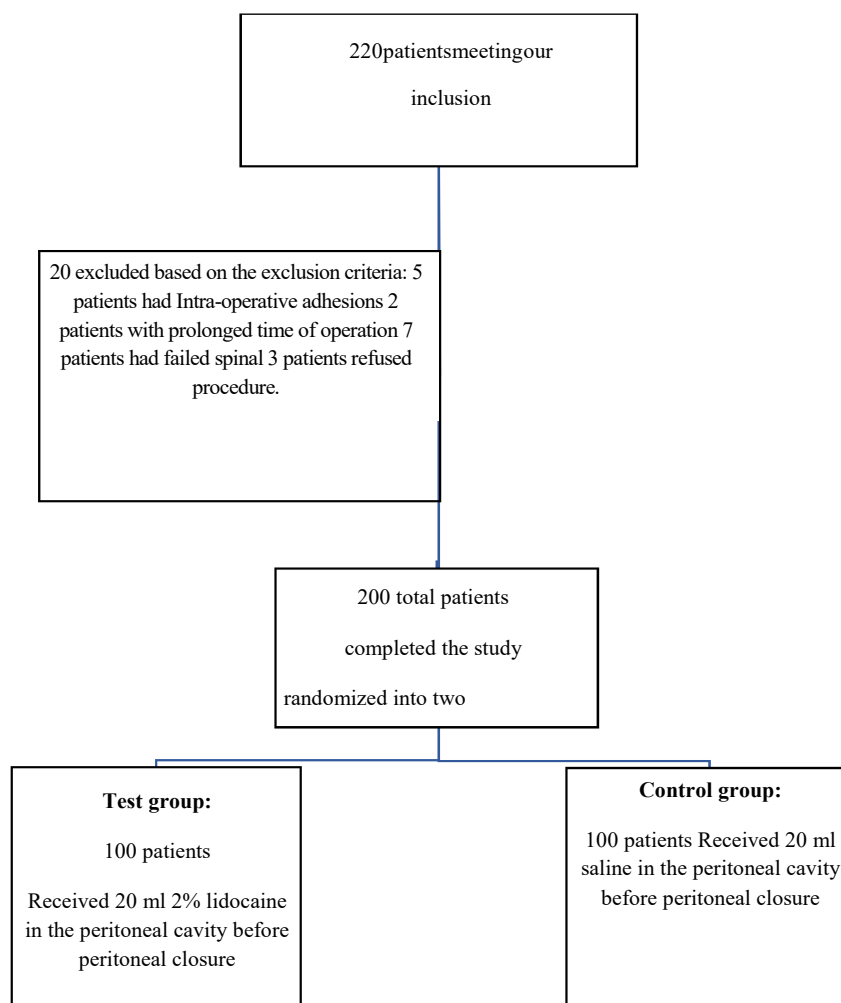 220patientsmeetingour
inclusion
20 excluded based on the exclusion criteria: 5
patients had Intra-operative adhesions 2
patients with prolonged time of operation 7
patients had failed spinal 3 patients refused
procedure.
200 total patients
completed the study
randomized into two
Test group:
100 patients
Received 20 ml 2% lidocaine
in the peritoneal cavity before
peritoneal closure
Control group:
100 patients Received 20 ml
saline in the peritoneal cavity
before peritoneal closure